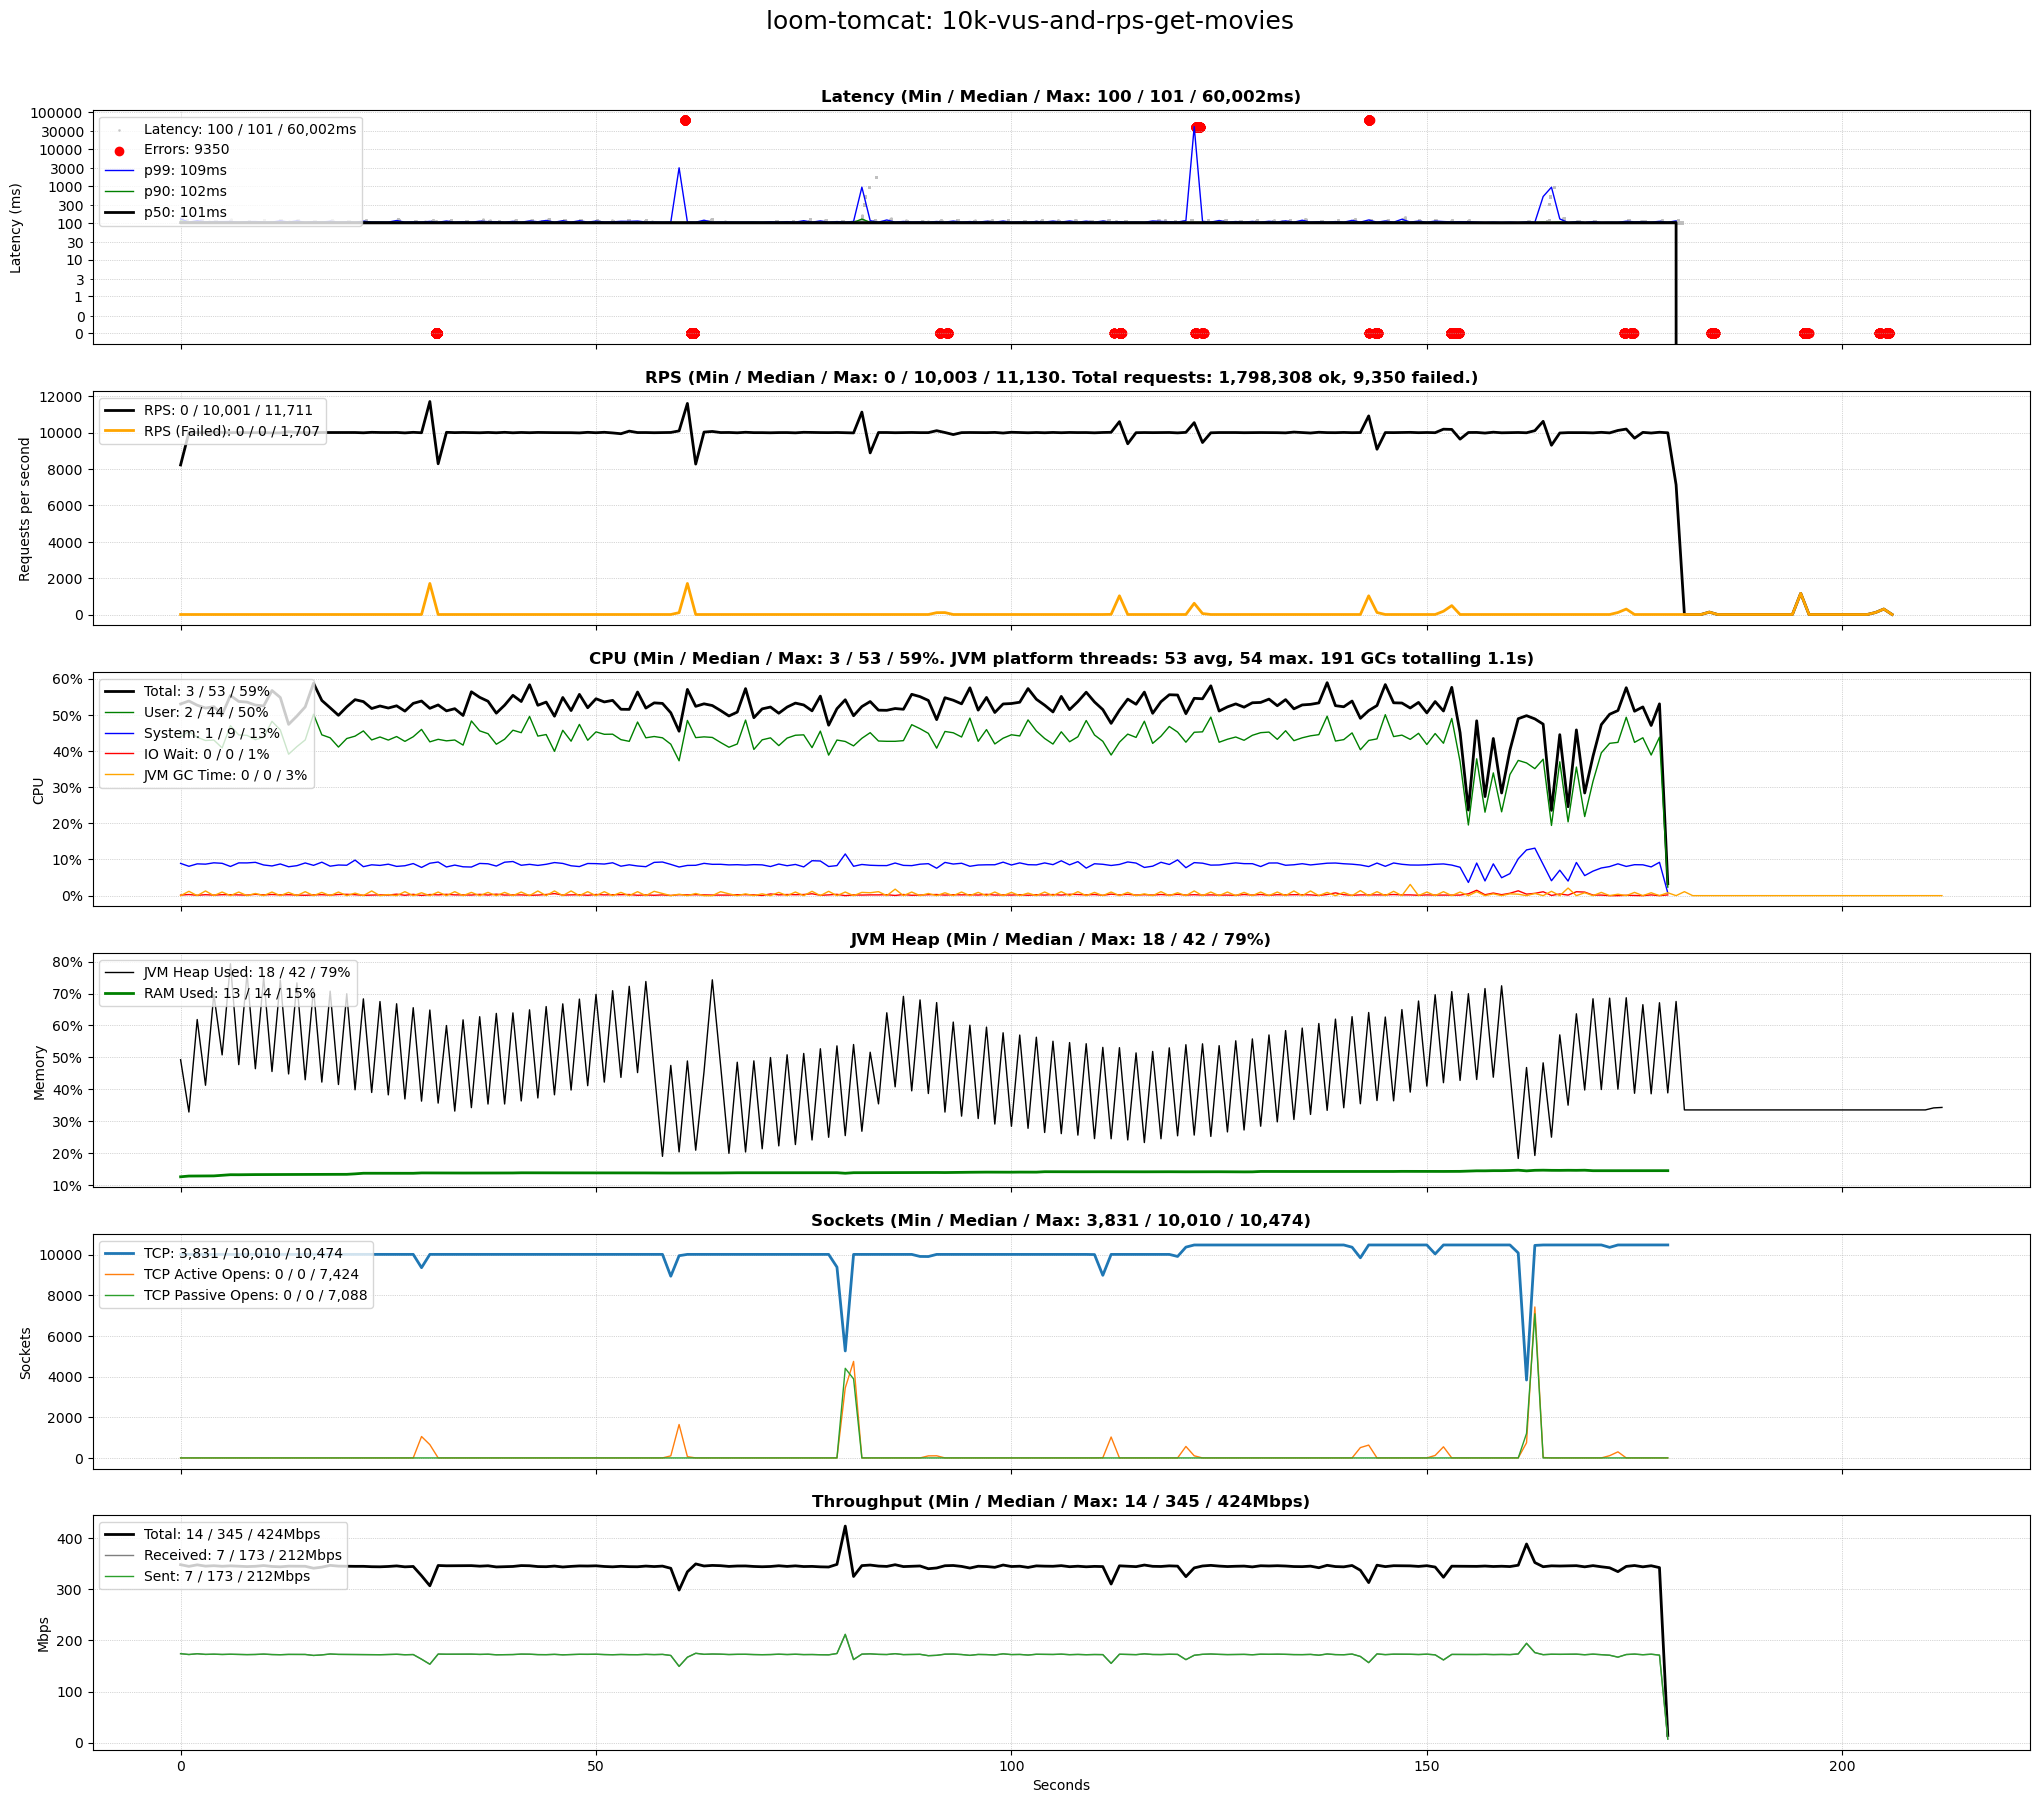 loom-tomcat: 10k-vus-and-rps-get-movies
Latency (Min / Median / Max: 100 / 101 / 60,002ms)
Latency (ms)
100000
30000
10000
3000
1000
300
100
30
10
3
1
0
0
Latency: 100 / 101 / 60,002ms
Errors: 9350
p99: 109ms
p90: 102ms
p50: 101ms
RPS (Min / Median / Max: 0 / 10,003 / 11,130. Total requests: 1,798,308 ok, 9,350 failed.)
Requests per second
12000
10000
8000
6000
4000
2000
0
RPS: 0 / 10,001 / 11,711
RPS (Failed): 0 / 0 / 1,707
CPU (Min / Median / Max: 3 / 53 / 59%. JVM platform threads: 53 avg, 54 max. 191 GCs totalling 1.1s)
CPU
60%
50%
40%
30%
20%
10%
0%
Total: 3 / 53 / 59%
User: 2 / 44 / 50%
System: 1 / 9 / 13%
IO Wait: 0 / 0 / 1%
JVM GC Time: 0 / 0 / 3%
JVM Heap (Min / Median / Max: 18 / 42 / 79%)
Memory
80%
70%
60%
50%
40%
30%
20%
10%
JVM Heap Used: 18 / 42 / 79%
RAM Used: 13 / 14 / 15%
Sockets (Min / Median / Max: 3,831 / 10,010 / 10,474)
Sockets
10000
8000
6000
4000
2000
0
TCP: 3,831 / 10,010 / 10,474
TCP Active Opens: 0 / 0 / 7,424
TCP Passive Opens: 0 / 0 / 7,088
Throughput (Min / Median / Max: 14 / 345 / 424Mbps)
Mbps
400
300
200
100
0
Total: 14 / 345 / 424Mbps
Received: 7 / 173 / 212Mbps
Sent: 7 / 173 / 212Mbps
0
50
100
150
200
Seconds